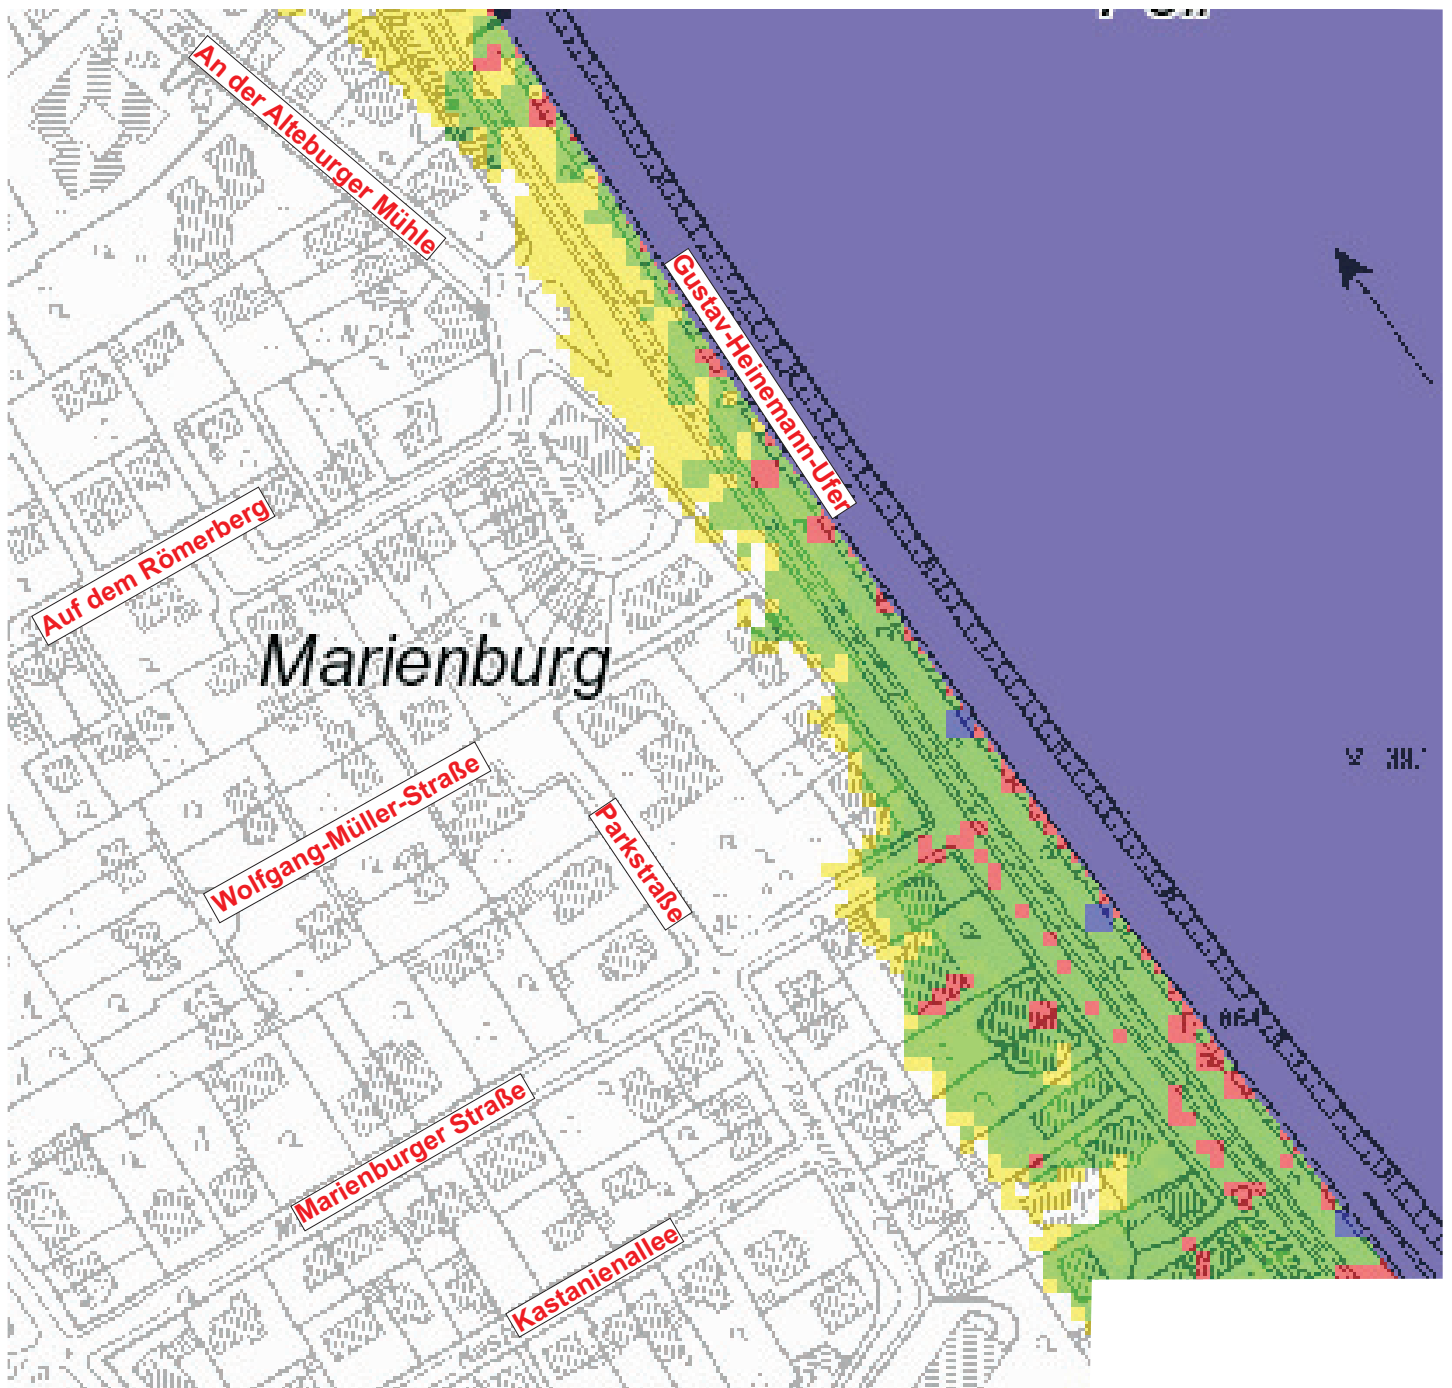 An der Alteburger Mühle
Gustav-Heinemann-Ufer
Auf dem Römerberg
Marienburg
Wolfgang-Müller-Straße
Parkstraße
Marienburger Straße
Kastanienallee